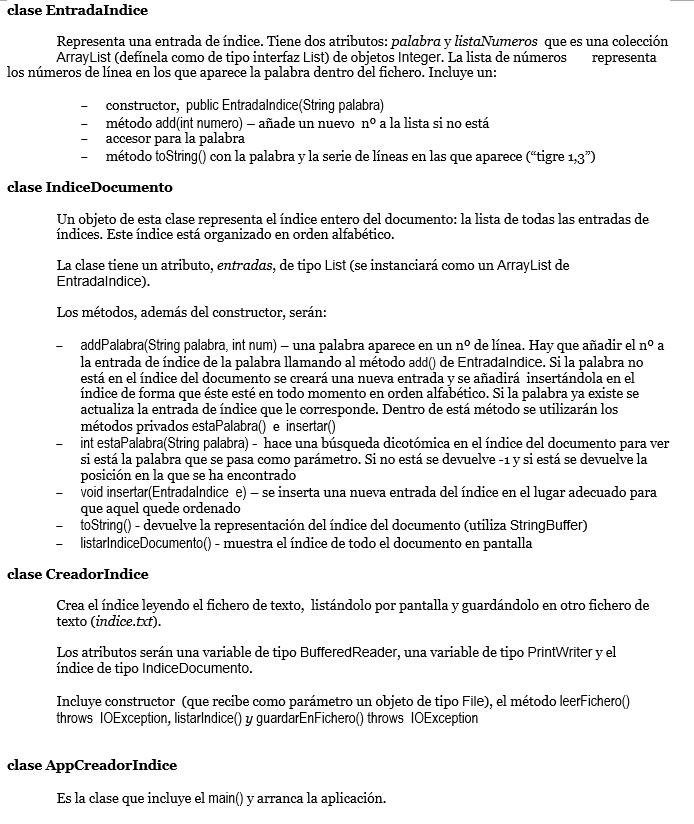 clase EntradaIndice
Representa una entrada de índice. Tiene dos atributos: palabra y listaNumeros que es una colección
ArrayList (defínela como de tipo interfaz List) de objetos Integer. La lista de números representa
los números de línea en los que aparece la palabra dentro del fichero. Incluye un:
– constructor, public EntradaIndice(String palabra)
– método add(int numero) – añade un nuevo nº a la lista si no está
– accesor para la palabra
– método toString() con la palabra y la serie de líneas en las que aparece (“tigre 1,3”)
clase IndiceDocumento
Un objeto de esta clase representa el índice entero del documento: la lista de todas las entradas de
índices. Este índice está organizado en orden alfabético.
La clase tiene un atributo, entradas, de tipo List (se instanciará como un ArrayList de
EntradaIndice).
Los métodos, además del constructor, serán:
– addPalabra(String palabra, int num) – una palabra aparece en un nº de línea. Hay que añadir el nº a
la entrada de índice de la palabra llamando al método add() de EntradaIndice. Si la palabra no
está en el índice del documento se creará una nueva entrada y se añadirá insertándola en el
índice de forma que éste esté en todo momento en orden alfabético. Si la palabra ya existe se
actualiza la entrada de índice que le corresponde. Dentro de está método se utilizarán los
métodos privados estaPalabra() e insertar()
– int estaPalabra(String palabra) - hace una búsqueda dicotómica en el índice del documento para ver
si está la palabra que se pasa como parámetro. Si no está se devuelve -1 y si está se devuelve la
posición en la que se ha encontrado
– void insertar(EntradaIndice e) – se inserta una nueva entrada del índice en el lugar adecuado para
que aquel quede ordenado
– toString() - devuelve la representación del índice del documento (utiliza StringBuffer)
– listarIndiceDocumento() - muestra el índice de todo el documento en pantalla
clase CreadorIndice
Crea el índice leyendo el fichero de texto, listándolo por pantalla y guardándolo en otro fichero de
texto (indice.txt).
Los atributos serán una variable de tipo BufferedReader, una variable de tipo PrintWriter y el
índice de tipo IndiceDocumento.
Incluye constructor (que recibe como parámetro un objeto de tipo File), el método leerFichero()
throws IOException, listarIndice() y guardarEnFichero() throws IOException
clase AppCreadorIndice
Es la clase que incluye el main() y arranca la aplicación.